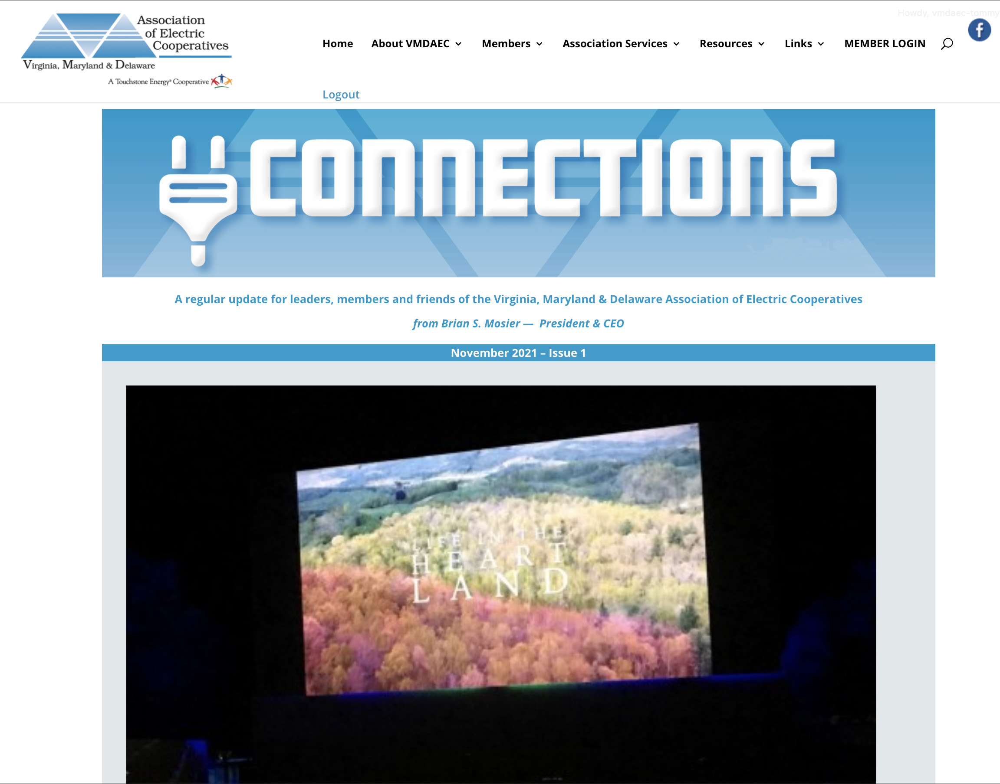 Howdy, vmdaec-tommy
Association
of Electric
Cooperatives
Virginia, Maryland & Delaware
A Touchstone Energy® Cooperative
Home About VMDAEC Members Association Services Resources Links MEMBER LOGIN
f
Logout
CONNECTIONS
A regular update for leaders, members and friends of the Virginia, Maryland & Delaware Association of Electric Cooperatives
from Brian S. Mosier — President & CEO
November 2021 – Issue 1
LIFE IN THE
HEART
LAND